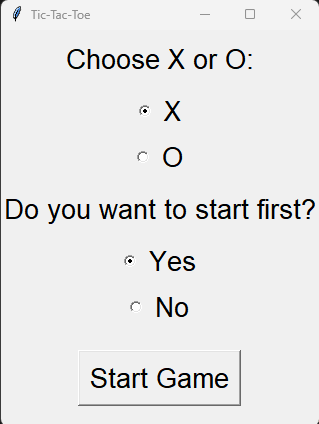 Tic-Tac-Toe
Choose X or O:
X
O
Do you want to start first?
Yes
No
Start Game